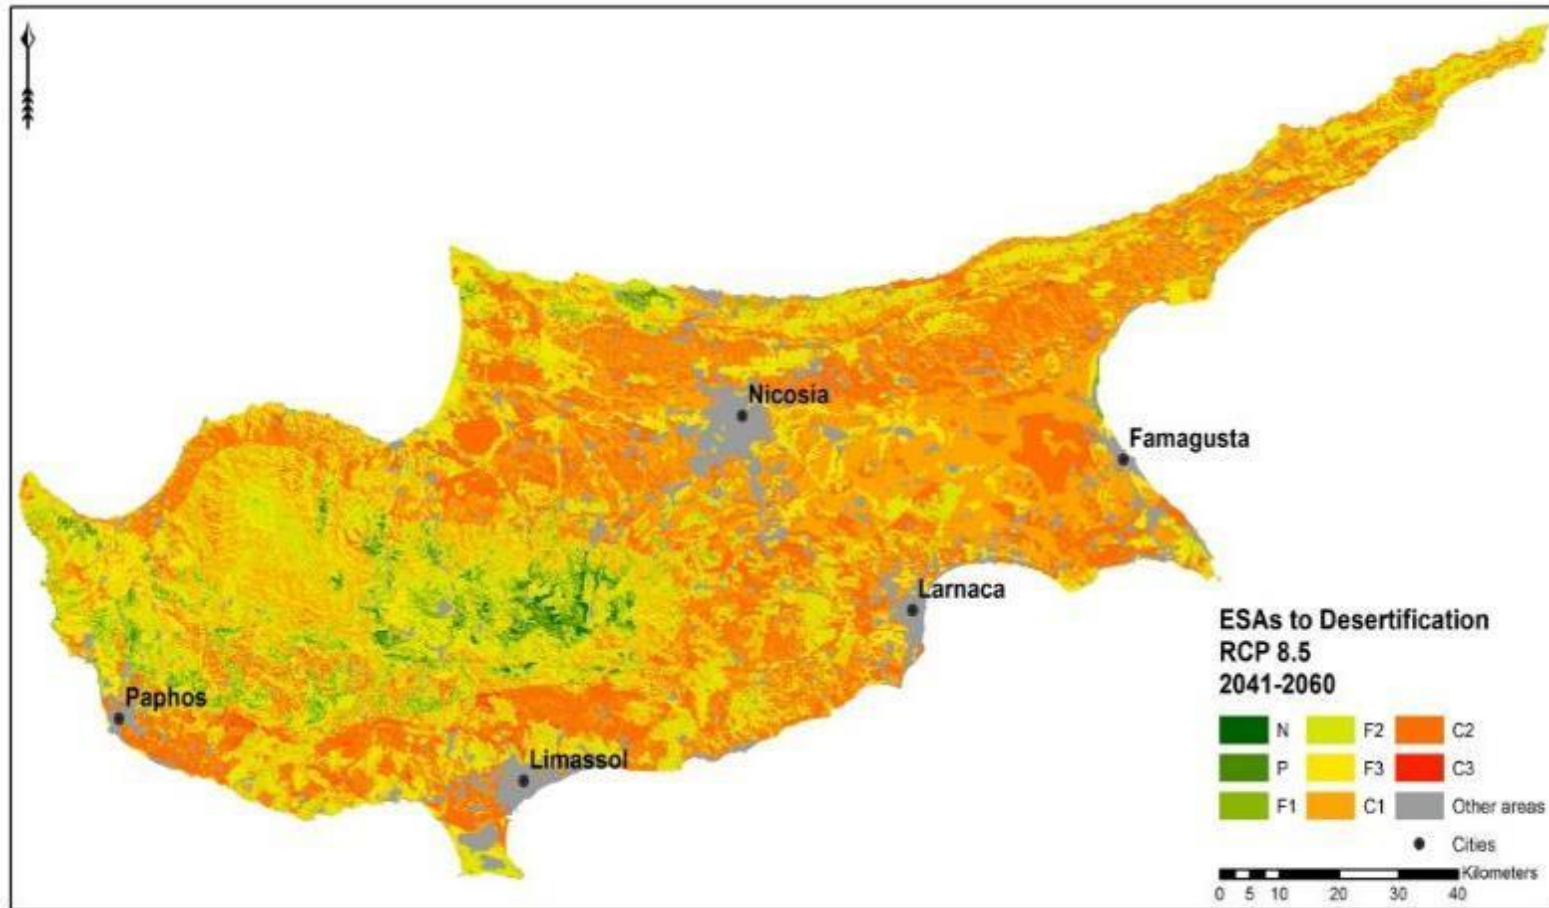 Nicosia
Famagusta
Larnaca
Paphos
Limassol
ESAs to Desertification
RCP 8.5
2041-2060
N F2 C2
P F3 C3
F1 C1 Other areas
Cities
Kilometers
0 5 10 20 30 40